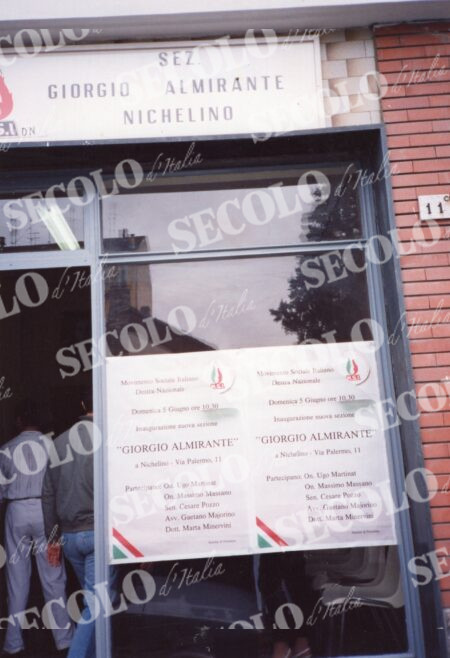 SEZ.
GIORGIO ALMIRANTE
NICHELINO
DN
11
Movimento Sociale Italiano
Destra Nazionale
Domenica 5 Giugno ore 10,30
Inaugurazione nuova sezione
"GIORGIO ALMIRANTE"
a Nichelino - Via Palermo, 11
Partecipano: On. Ugo Martinat
On. Massimo Massano
Sen. Cesare Pozzo
Avv. Gaetano Majorino
Dott. Marta Minervini
Movimento Sociale Italiano
Destra Nazionale
Domenica 5 Giugno ore 10,30
Inaugurazione nuova sezione
"GIORGIO ALMIRANTE"
a Nichelino - Via Palermo, 11
Partecipano: On. Ugo Martinat
On. Massimo Massano
Sen. Cesare Pozzo
Avv. Gaetano Majorino
Dott. Marta Minervini
SECOLO d'Italia